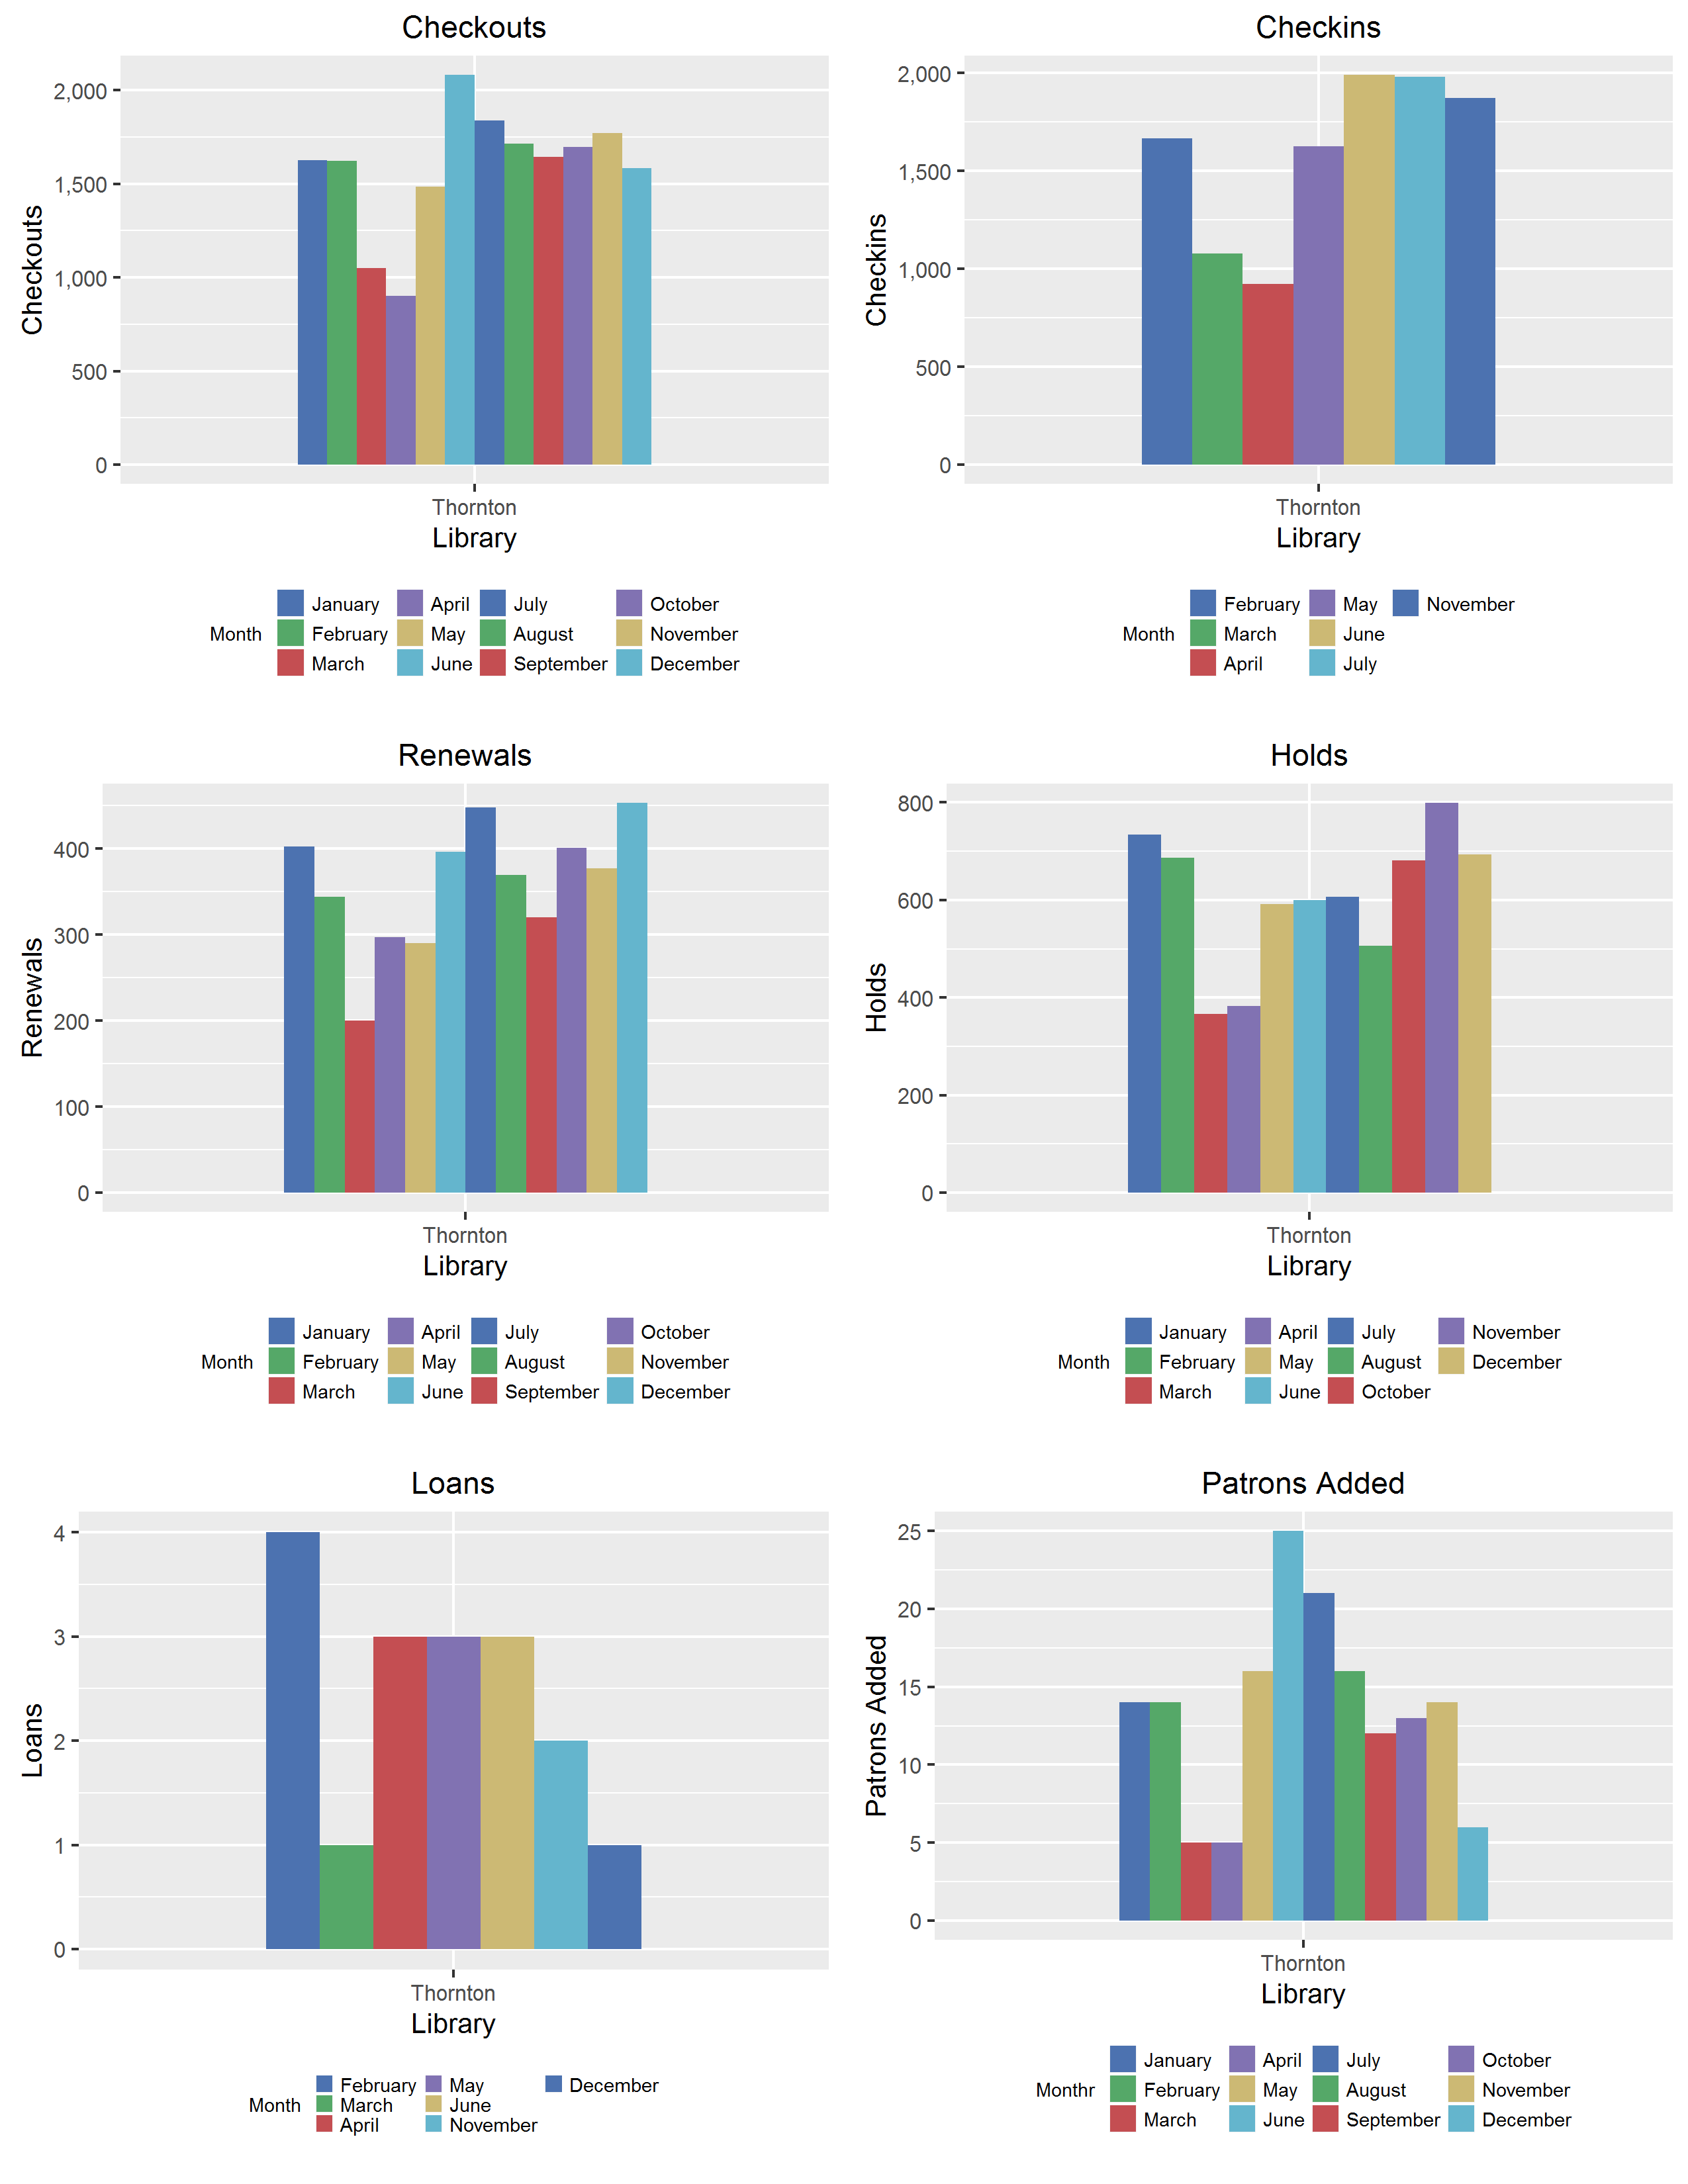 Checkouts
2,000
1,500
1,000
500
0
Checkouts
Thornton
Library
Month
January April July October
February May August November
March June September December
Checkins
2,000
1,500
1,000
500
0
Checkins
Thornton
Library
Month
February May November
March June
April July
Renewals
400
300
200
100
0
Renewals
Thornton
Library
Month
January April July October
February May August November
March June September December
Holds
800
600
400
200
0
Holds
Thornton
Library
Month
January April July November
February May August December
March June October
Loans
4
3
2
1
0
Loans
Thornton
Library
Month
February May December
March June
April November
Patrons Added
25
20
15
10
5
0
Patrons Added
Thornton
Library
Monthr
January April July October
February May August November
March June September December